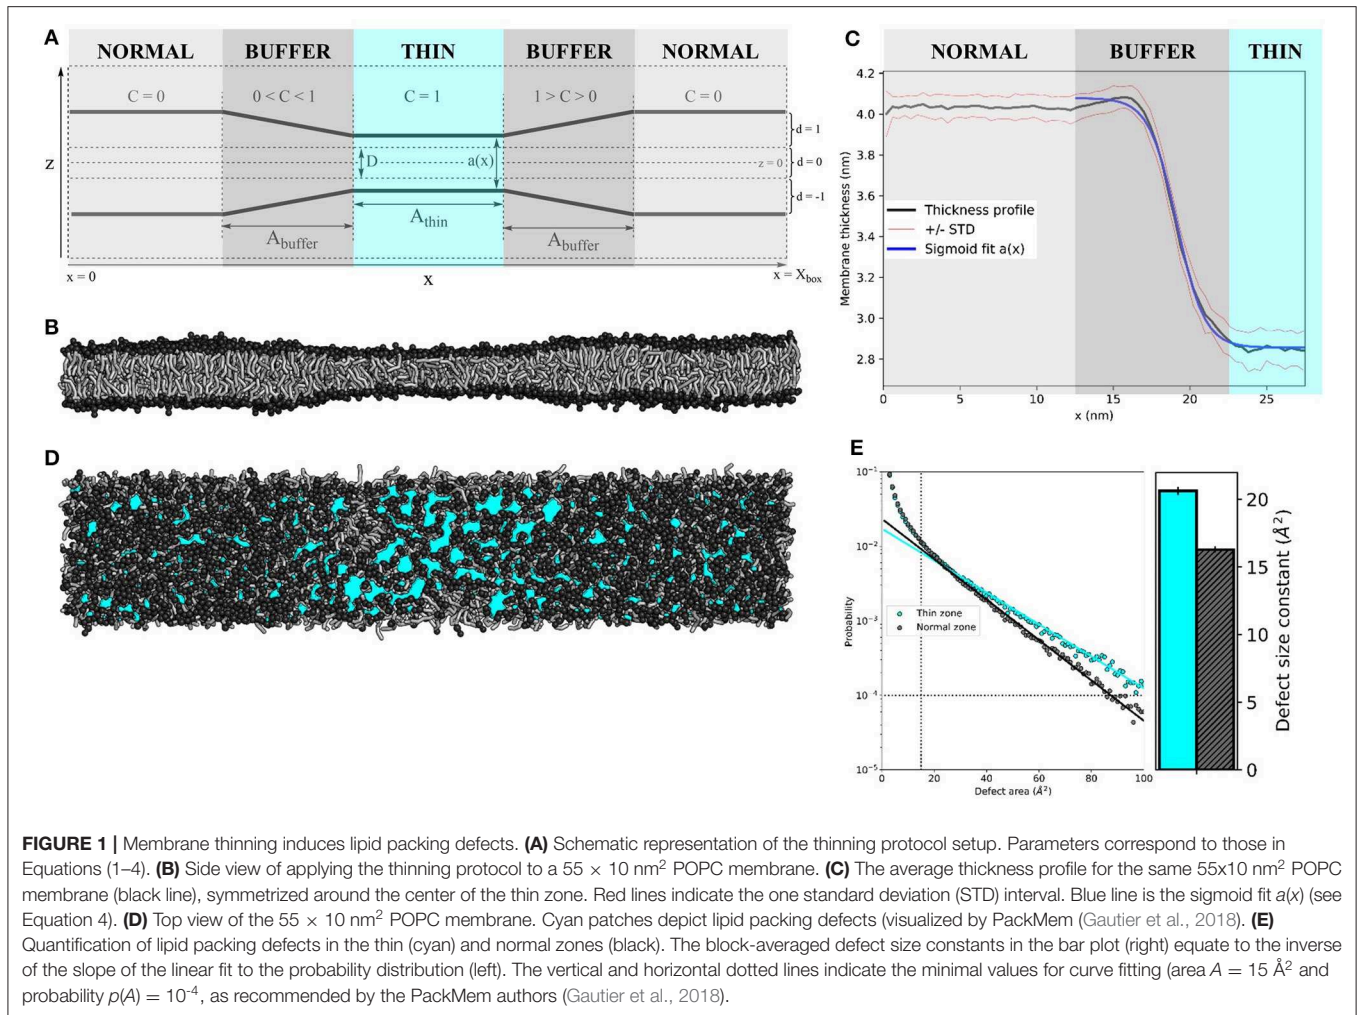 A
NORMAL BUFFER THIN BUFFER NORMAL
C = 0 0 < C < 1 C = 1 1 > C > 0 C = 0
d = 1
z D a(x) z = 0 d = 0
d = -1
A_thin
A_buffer A_buffer
x = 0 x x = X_box
B
C
NORMAL BUFFER THIN
4.2
4.0
3.8
3.6
3.4
3.2
3.0
2.8
Membrane thickness (nm)
Thickness profile
+/- STD
Sigmoid fit a(x)
0 5 10 15 20 25
x (nm)
D
E
10⁻¹
10⁻²
10⁻³
10⁻⁴
10⁻⁵
Probability
Thin zone
Normal zone
0 20 40 60 80 100
Defect area (Å²)
20
15
10
5
0
Defect size constant (Å²)
FIGURE 1 | Membrane thinning induces lipid packing defects. (A) Schematic representation of the thinning protocol setup. Parameters correspond to those in
Equations (1–4). (B) Side view of applying the thinning protocol to a 55 × 10 nm² POPC membrane. (C) The average thickness profile for the same 55x10 nm² POPC
membrane (black line), symmetrized around the center of the thin zone. Red lines indicate the one standard deviation (STD) interval. Blue line is the sigmoid fit a(x) (see
Equation 4). (D) Top view of the 55 × 10 nm² POPC membrane. Cyan patches depict lipid packing defects (visualized by PackMem (Gautier et al., 2018). (E)
Quantification of lipid packing defects in the thin (cyan) and normal zones (black). The block-averaged defect size constants in the bar plot (right) equate to the inverse
of the slope of the linear fit to the probability distribution (left). The vertical and horizontal dotted lines indicate the minimal values for curve fitting (area A = 15 Å² and
probability p(A) = 10⁻⁴, as recommended by the PackMem authors (Gautier et al., 2018).